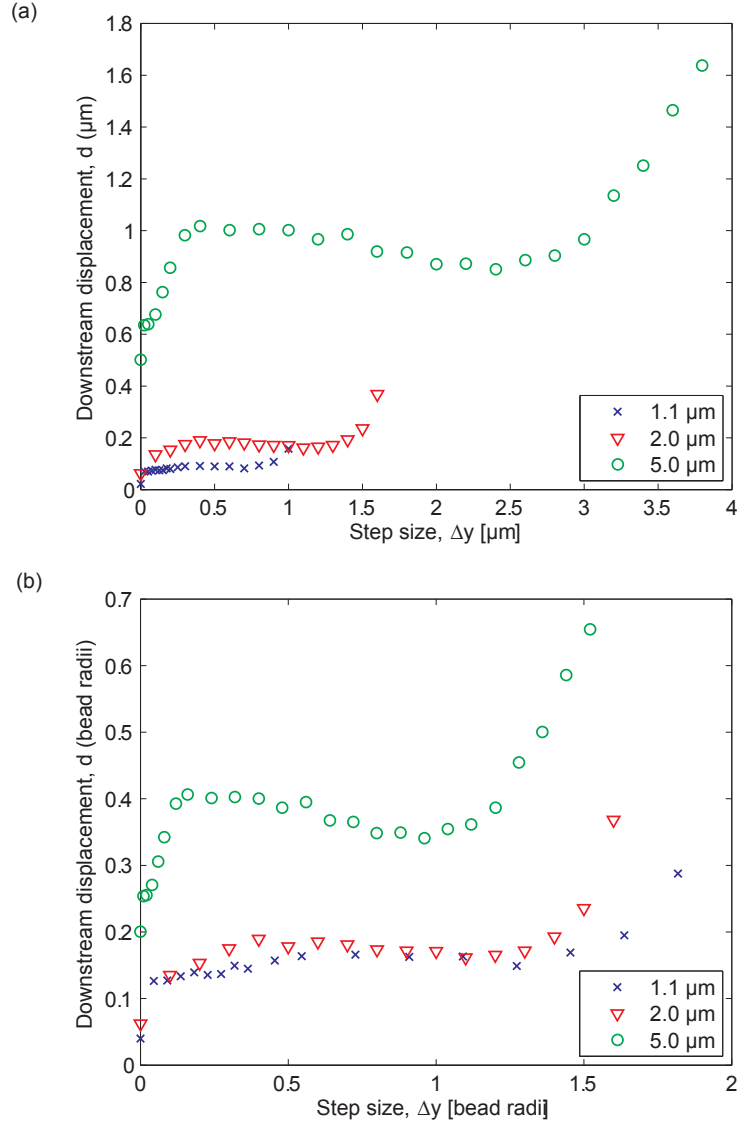 (a)
1.8
1.6
1.4
1.2
1
0.8
0.6
0.4
0.2
0
Downstream displacement, d (μm)
1.1 μm
2.0 μm
5.0 μm
0 0.5 1 1.5 2 2.5 3 3.5 4
Step size, Δy [μm]
(b)
0.7
0.6
0.5
0.4
0.3
0.2
0.1
0
Downstream displacement, d (bead radii)
1.1 μm
2.0 μm
5.0 μm
0 0.5 1 1.5 2
Step size, Δy [bead radii]